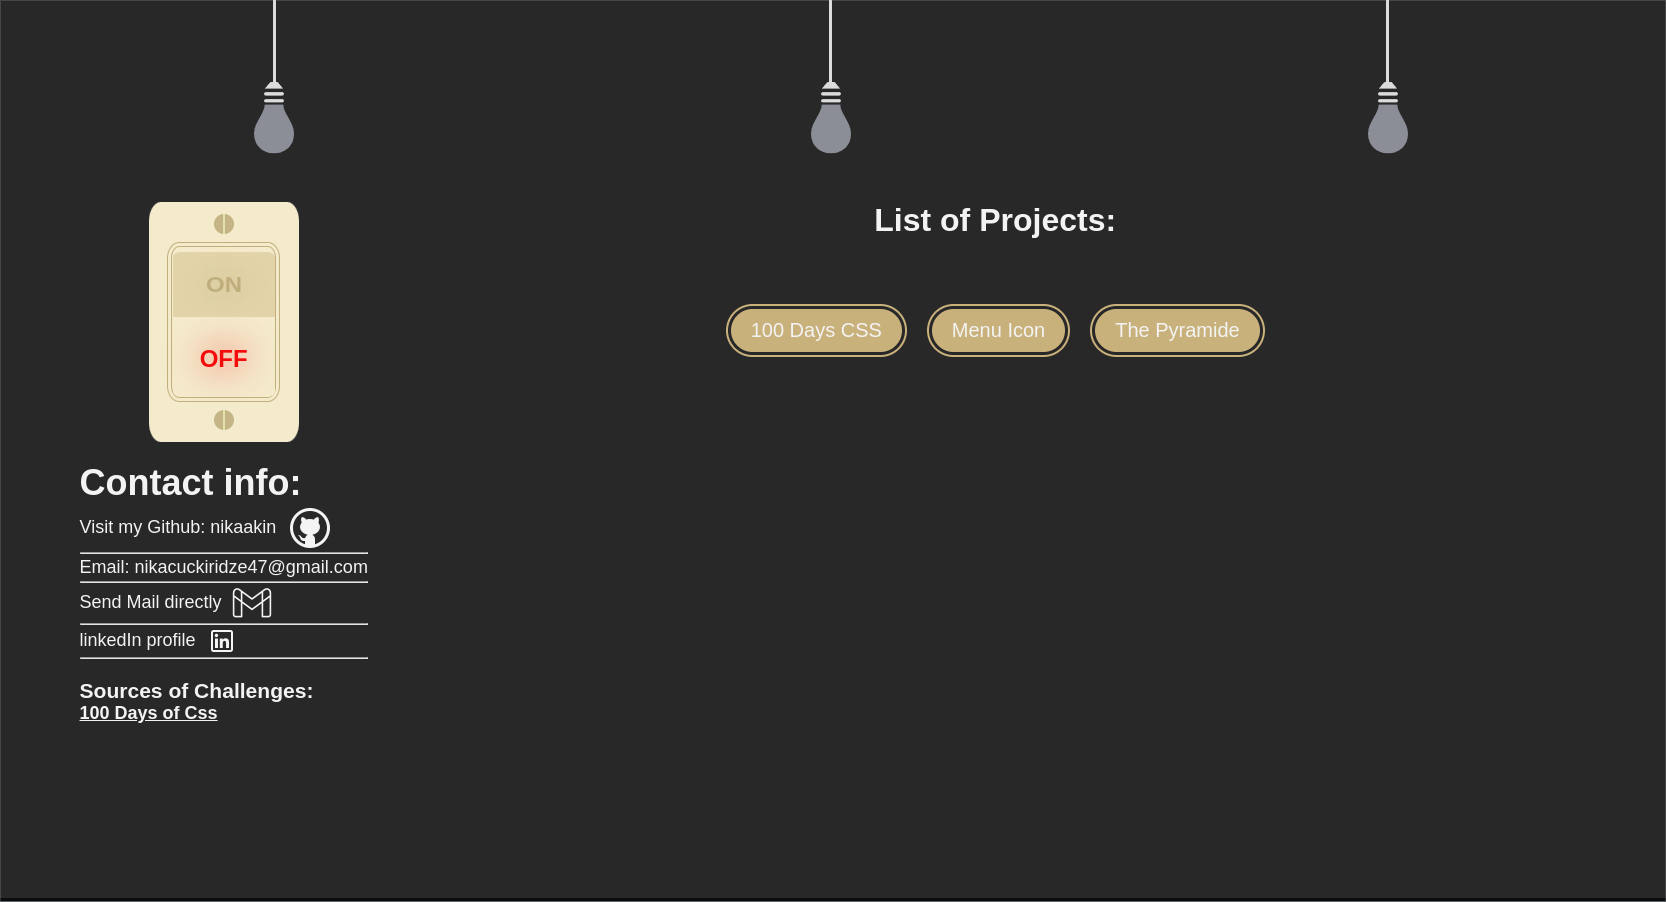 ON
OFF
List of Projects:
100 Days CSS
Menu Icon
The Pyramide
Contact info:
Visit my Github: nikaakin
Email: nikacuckiridze47@gmail.com
Send Mail directly
linkedIn profile
Sources of Challenges:
100 Days of Css